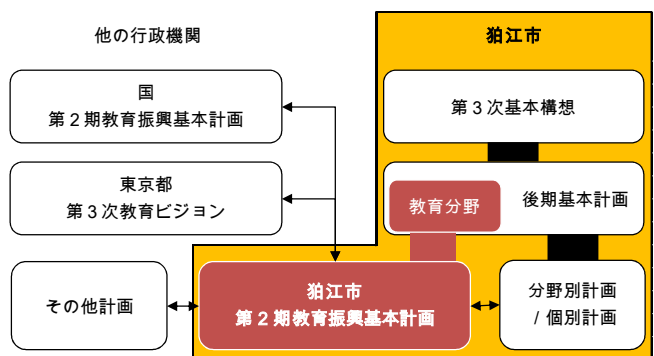 他の行政機関
狛江市
国
第２期教育振興基本計画
第３次基本構想
東京都
第３次教育ビジョン
教育分野
後期基本計画
その他計画
狛江市
第２期教育振興基本計画
分野別計画
/ 個別計画